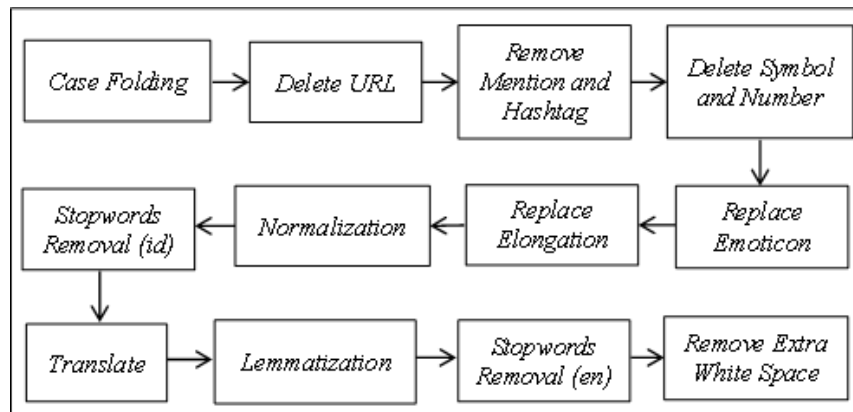 Case Folding
Delete URL
Remove
Mention and
Hashtag
Delete Symbol
and Number
Replace
Emoticon
Replace
Elongation
Normalization
Stopwords
Removal (id)
Translate
Lemmatization
Stopwords
Removal (en)
Remove Extra
White Space